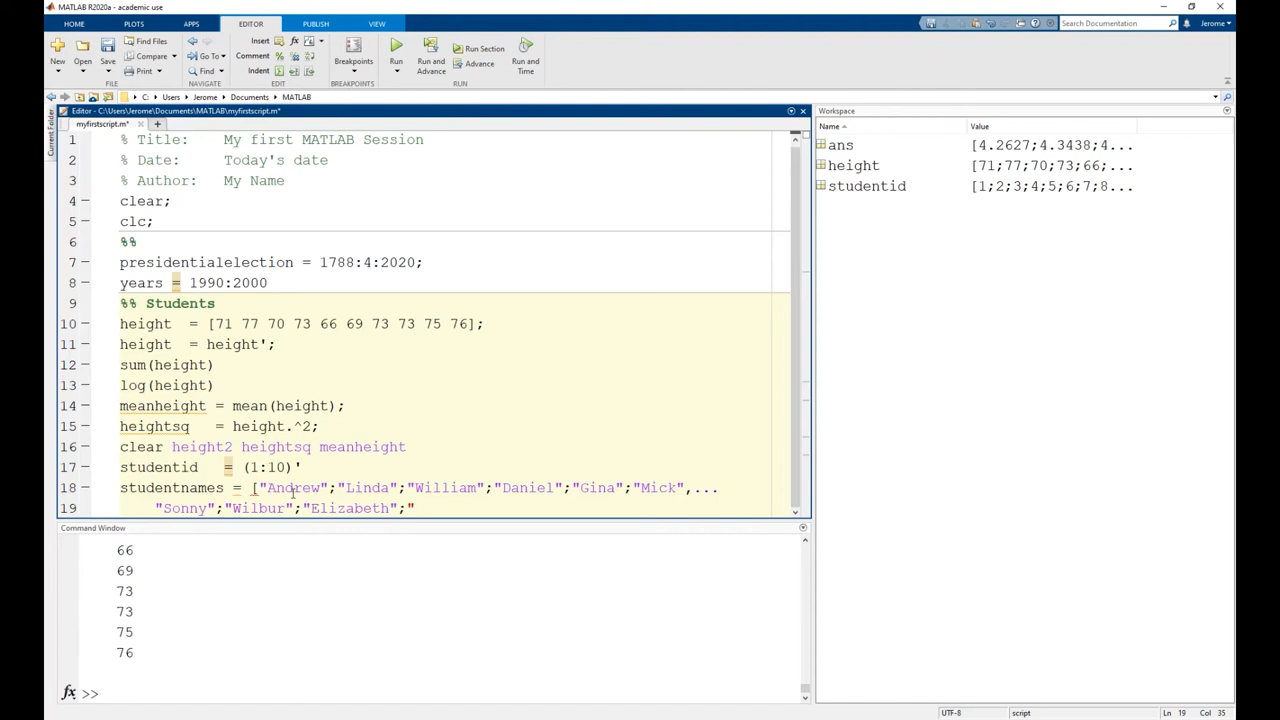 MATLAB R2020a - academic use
HOME PLOTS APPS EDITOR PUBLISH VIEW Search Documentation Jerome
New Open Save Find Files Compare Print Go To Find Insert Comment Indent fx Breakpoints Run Run and Advance Run Section Advance Run and Time
FILE NAVIGATE EDIT BREAKPOINTS RUN
C: Users Jerome Documents MATLAB
Current Folder
Editor - C:\Users\Jerome\Documents\MATLAB\myfirstscript.m*
myfirstscript.m*
1 % Title: My first MATLAB Session
2 % Date: Today's date
3 % Author: My Name
4 clear;
5 clc;
6 %%
7 presidentialelection = 1788:4:2020;
8 years = 1990:2000
9 %% Students
10 height = [71 77 70 73 66 69 73 73 75 76];
11 height = height';
12 sum(height)
13 log(height)
14 meanheight = mean(height);
15 heightsq = height.^2;
16 clear height2 heightsq meanheight
17 studentid = (1:10)'
18 studentnames = ["Andrew";"Linda";"William";"Daniel";"Gina";"Mick",...
19 "Sonny";"Wilbur";"Elizabeth";"
Command Window
66
69
73
73
75
76
fx >>
Workspace
Name Value
ans [4.2627;4.3438;4...
height [71;77;70;73;66;...
studentid [1;2;3;4;5;6;7;8...
UTF-8 script Ln 19 Col 35